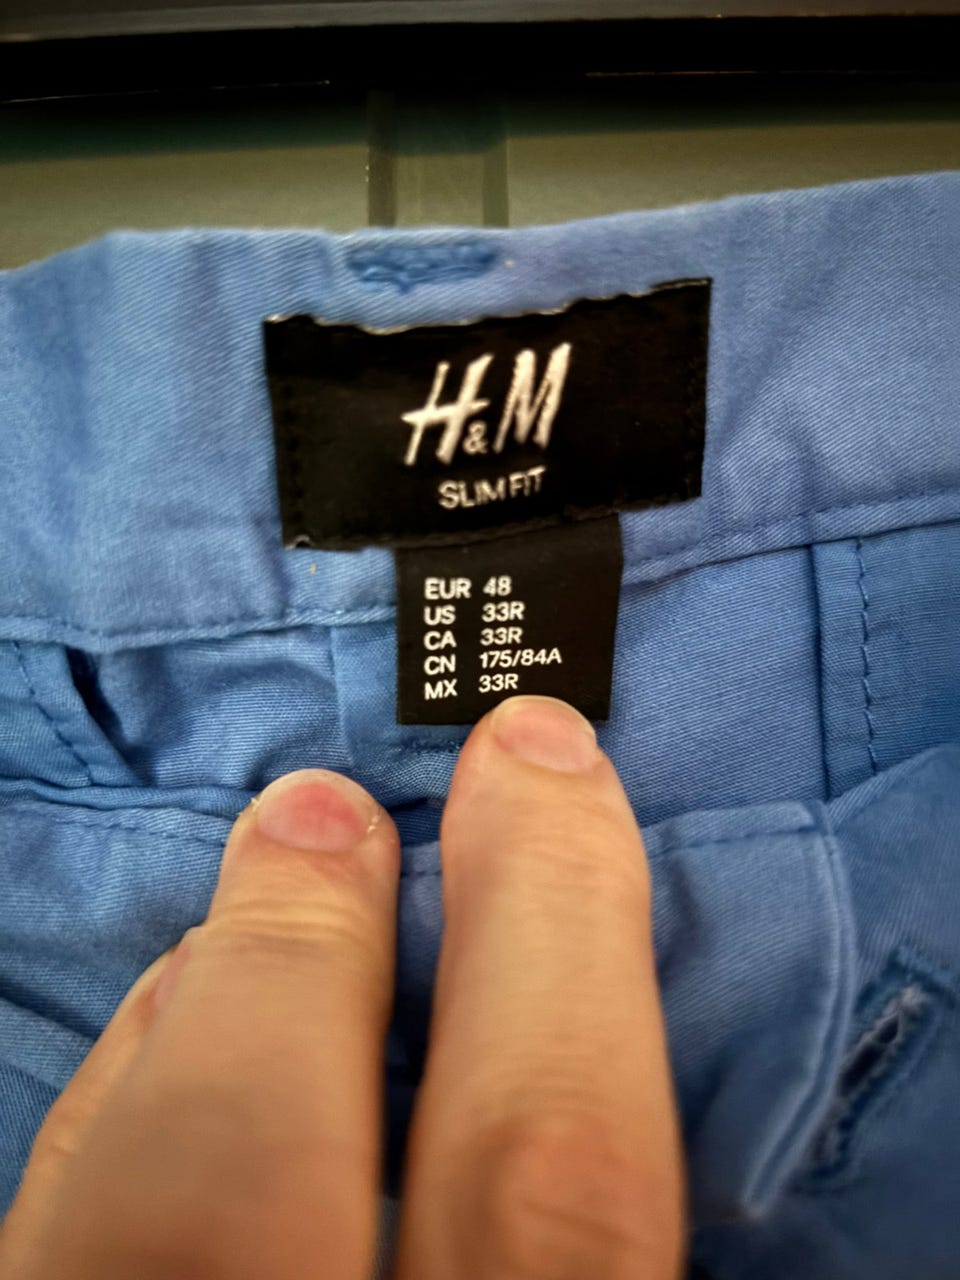 H&M
SLIM FIT
EUR 48
US 33R
CA 33R
CN 175/84A
MX 33R